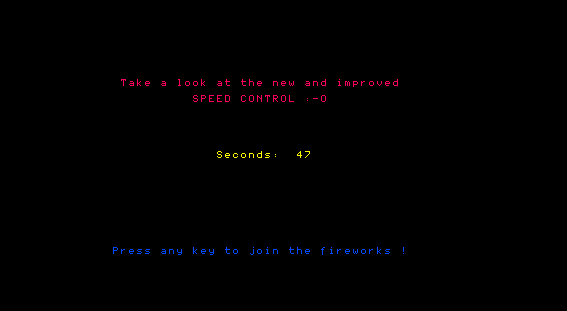 Take a look at the new and improved
SPEED CONTROL :-O
Seconds:  47
Press any key to join the fireworks !